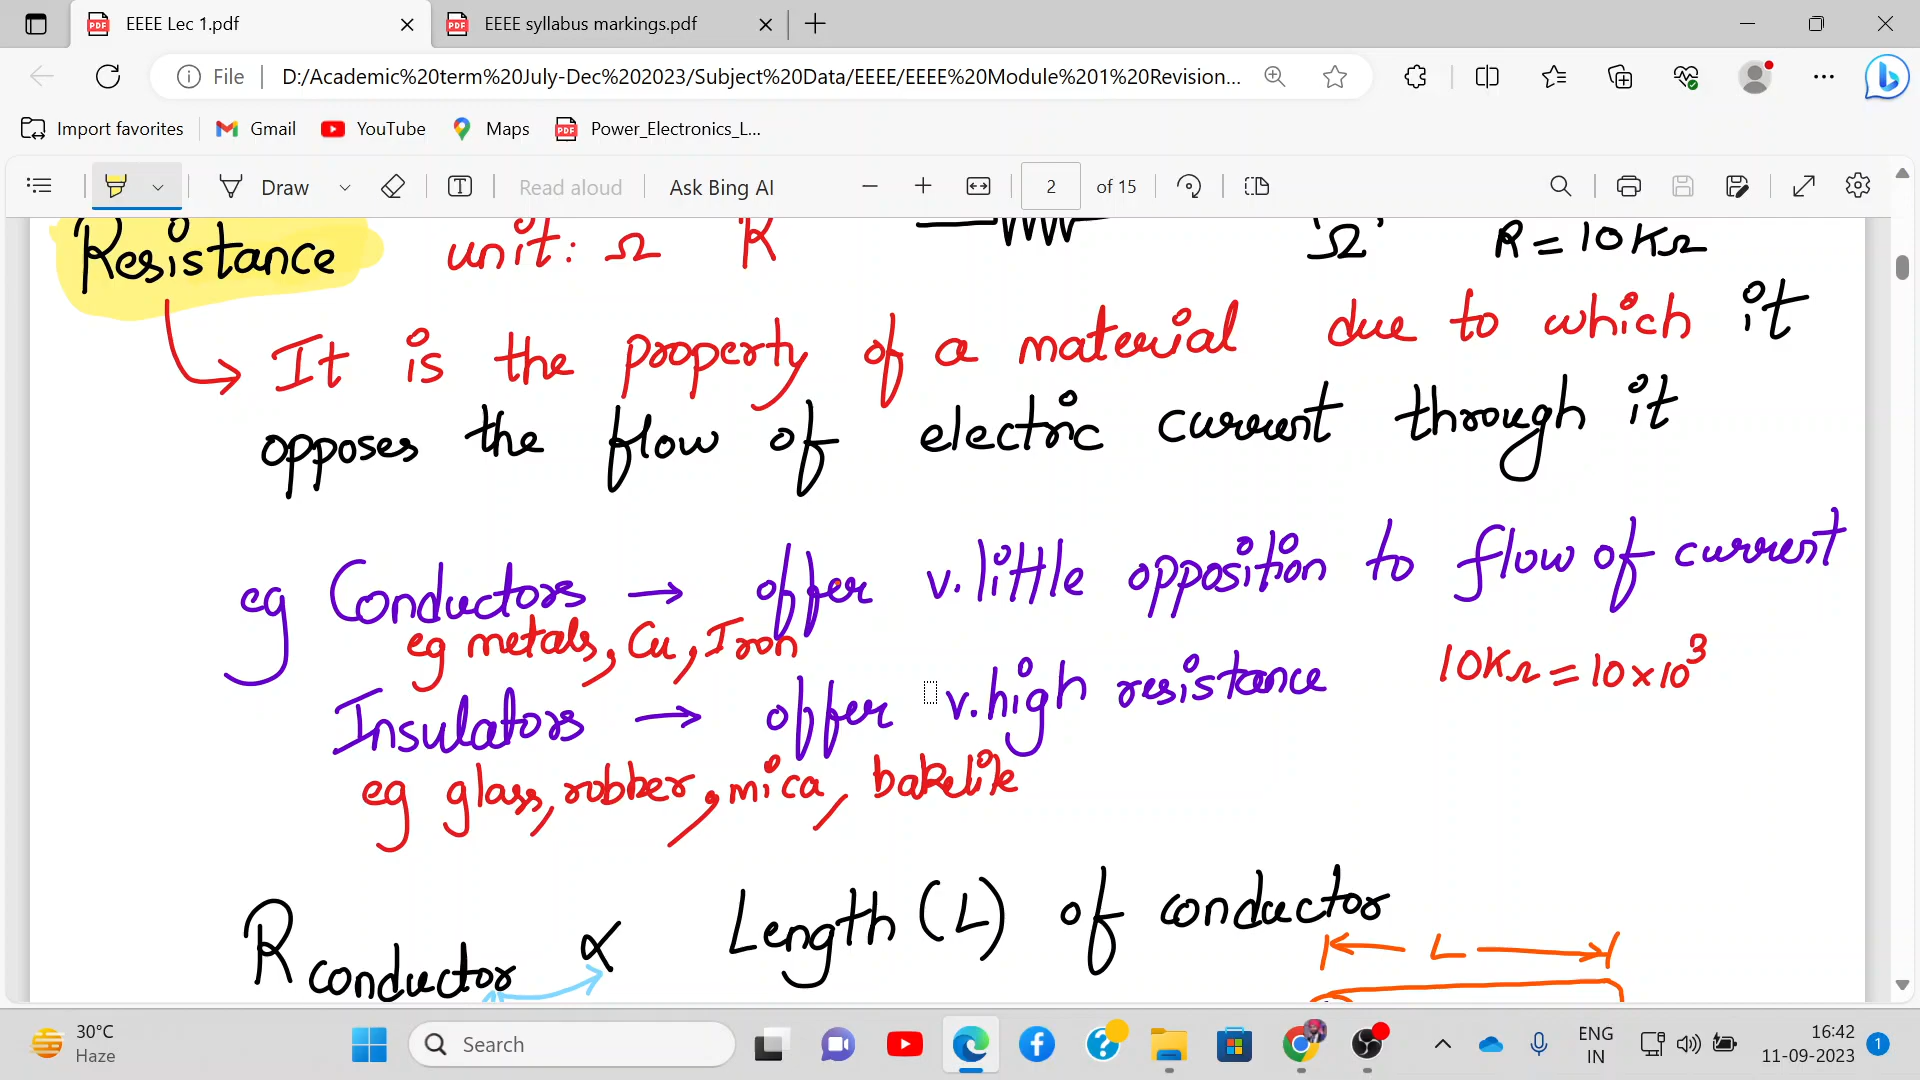 EEEE Lec 1.pdf
EEEE syllabus markings.pdf
File
D:/Academic%20term%20July-Dec%202023/Subject%20Data/EEEE/EEEE%20Module%201%20Revision...
Import favorites
Gmail
YouTube
Maps
Power_Electronics_L...
Draw
Read aloud
Ask Bing AI
2 of 15
Resistance unit: Ω R 'Ω' R = 10KΩ
It is the property of a material due to which it
opposes the flow of electric current through it
eg Conductors → offer v.little opposition to flow of current
eg metals, Cu, Iron
10KΩ = 10×10³
Insulators → offer v.high resistance
eg glass, robber, mica, bakelite
R conductor ∝ Length (L) of conductor
L
30°C
Haze
Search
ENG
IN
16:42
11-09-2023
1